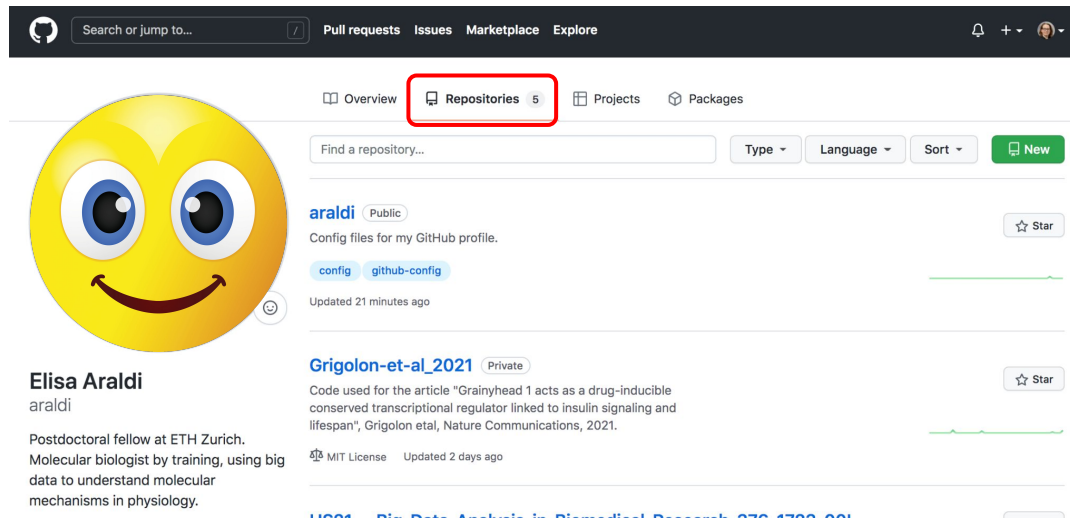 Search or jump to... / Pull requests Issues Marketplace Explore
Overview Repositories 5 Projects Packages
Find a repository... Type Language Sort New
araldi Public
Star
Config files for my GitHub profile.
config github-config
Updated 21 minutes ago
Grigolon-et-al_2021 Private
Star
Code used for the article "Grainyhead 1 acts as a drug-inducible
conserved transcriptional regulator linked to insulin signaling and
lifespan", Grigolon etal, Nature Communications, 2021.
MIT License Updated 2 days ago
Elisa Araldi
araldi
Postdoctoral fellow at ETH Zurich.
Molecular biologist by training, using big
data to understand molecular
mechanisms in physiology.